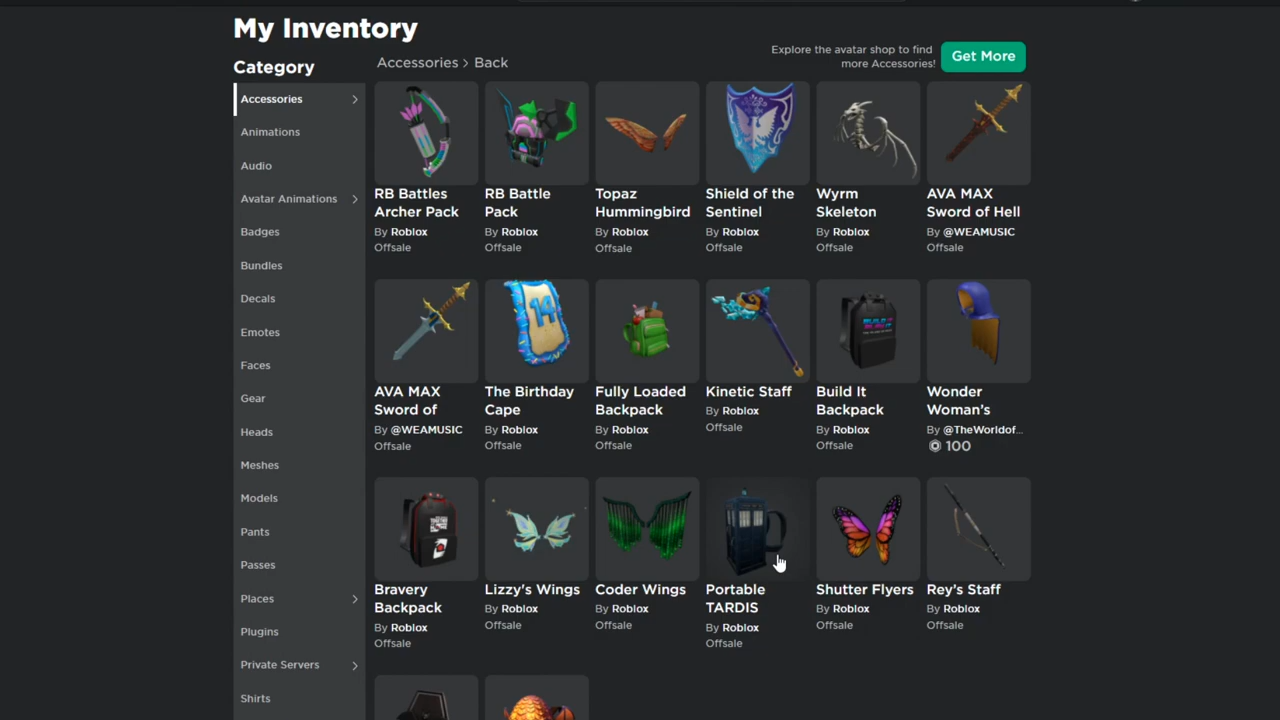 My Inventory
Category
Accessories > Back
Explore the avatar shop to find
more Accessories!
Get More
Accessories
Animations
Audio
Avatar Animations
Badges
Bundles
Decals
Emotes
Faces
Gear
Heads
Meshes
Models
Pants
Passes
Places
Plugins
Private Servers
Shirts
RB Battles
Archer Pack
By Roblox
Offsale
RB Battle
Pack
By Roblox
Offsale
Topaz
Hummingbird
By Roblox
Offsale
Shield of the
Sentinel
By Roblox
Offsale
Wyrm
Skeleton
By Roblox
Offsale
AVA MAX
Sword of Hell
By @WEAMUSIC
Offsale
14
AVA MAX
Sword of
By @WEAMUSIC
Offsale
The Birthday
Cape
By Roblox
Offsale
Fully Loaded
Backpack
By Roblox
Offsale
Kinetic Staff
By Roblox
Offsale
Build It
Backpack
By Roblox
Offsale
Wonder
Woman's
By @TheWorldof...
100
Bravery
Backpack
By Roblox
Offsale
Lizzy's Wings
By Roblox
Offsale
Coder Wings
By Roblox
Offsale
Portable
TARDIS
By Roblox
Offsale
Shutter Flyers
By Roblox
Offsale
Rey's Staff
By Roblox
Offsale